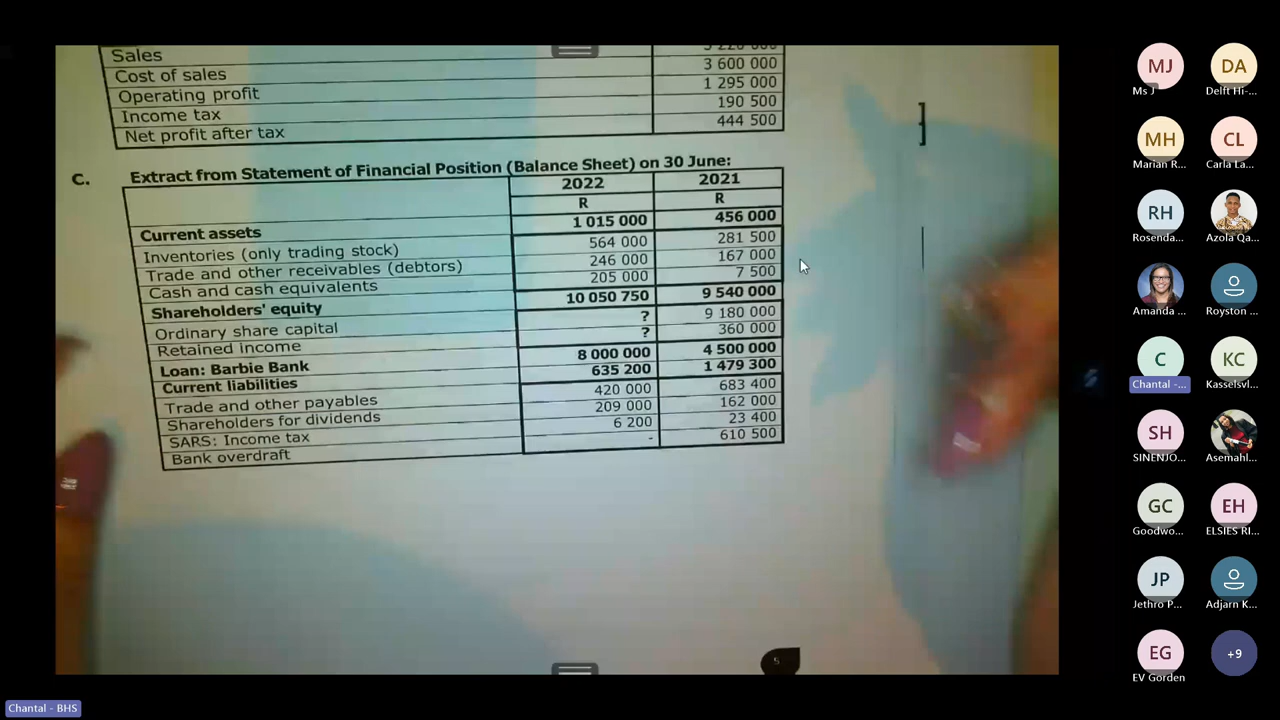 Sales
Cost of sales 3 600 000
Operating profit 1 295 000
Income tax 190 500
Net profit after tax 444 500
C. Extract from Statement of Financial Position (Balance Sheet) on 30 June:
2022 2021
R R
Current assets 1 015 000 456 000
Inventories (only trading stock) 564 000 281 500
Trade and other receivables (debtors) 246 000 167 000
Cash and cash equivalents 205 000 7 500
Shareholders' equity 10 050 750 9 540 000
Ordinary share capital ? 9 180 000
Retained income ? 360 000
Loan: Barbie Bank 8 000 000 4 500 000
Current liabilities 635 200 1 479 300
Trade and other payables 420 000 683 400
Shareholders for dividends 209 000 162 000
SARS: Income tax 6 200 23 400
Bank overdraft - 610 500
5
MJ DA
Ms J Delft Hi-...
MH CL
Marian R... Carla La...
RH
Rosenda... Azola Qa...
Amanda ... Royston ...
C KC
Chantal -... Kasselsvl...
SH
SINENJO... Asemahl...
GC EH
Goodwo... ELSIES RI...
JP
Jethro P... Adjarn K...
EG +9
EV Gorden
Chantal - BHS